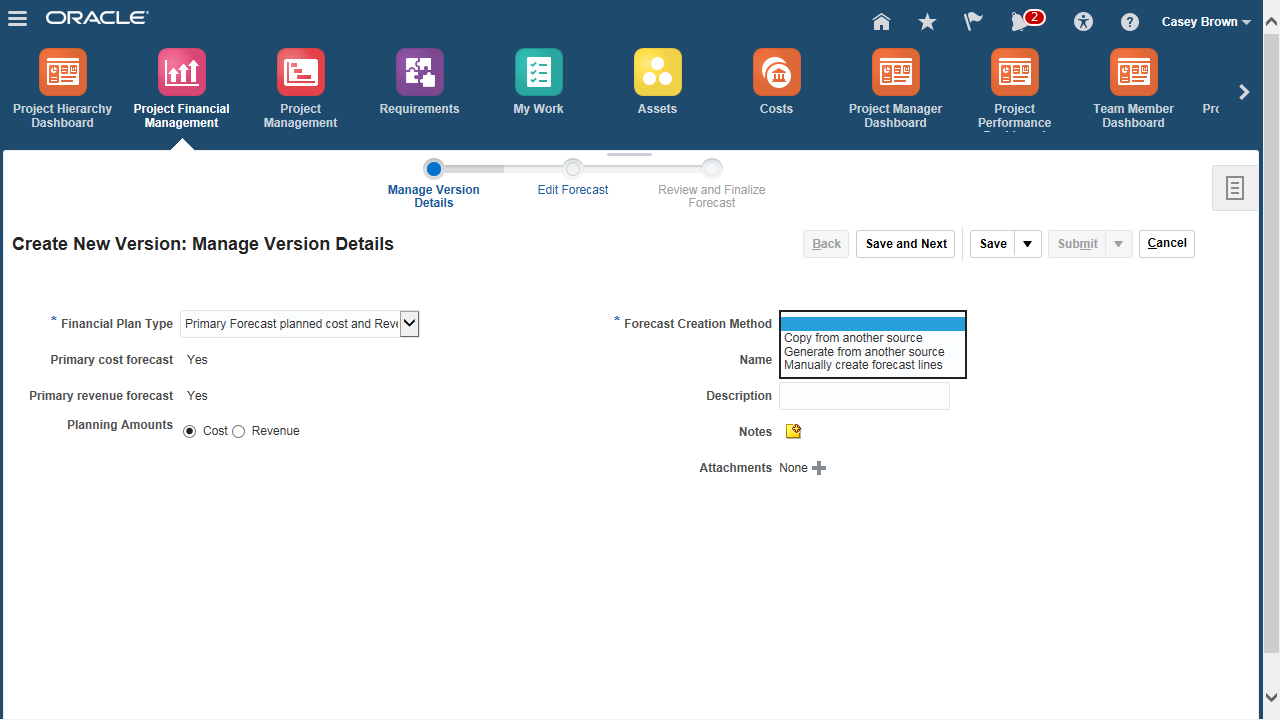 ORACLE
2
Casey Brown
Project Hierarchy
Dashboard
Project Financial
Management
Project
Management
Requirements
My Work
Assets
Costs
Project Manager
Dashboard
Project
Performance
Team Member
Dashboard
Manage Version
Details
Edit Forecast
Review and Finalize
Forecast
Create New Version: Manage Version Details
Back
Save and Next
Save
Submit
Cancel
* Financial Plan Type
Primary Forecast planned cost and Reve
Primary cost forecast Yes
Primary revenue forecast Yes
Planning Amounts
Cost Revenue
* Forecast Creation Method
Copy from another source
Generate from another source
Manually create forecast lines
Name
Description
Notes
Attachments None